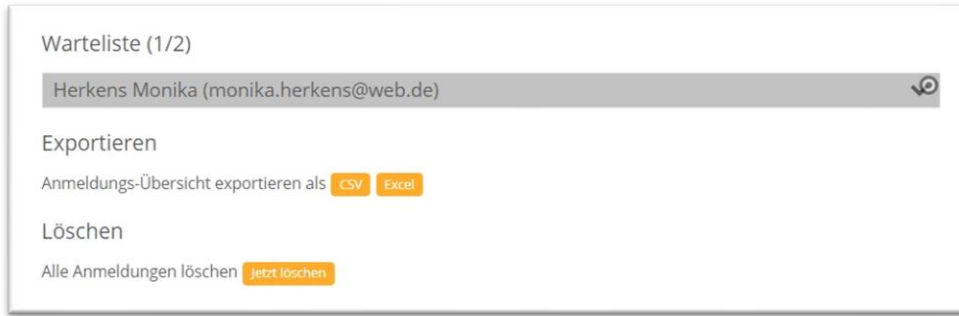 Warteliste (1/2)
Herkens Monika (monika.herkens@web.de)
Exportieren
Anmeldungs-Übersicht exportieren als CSV Excel
Löschen
Alle Anmeldungen löschen Jetzt löschen